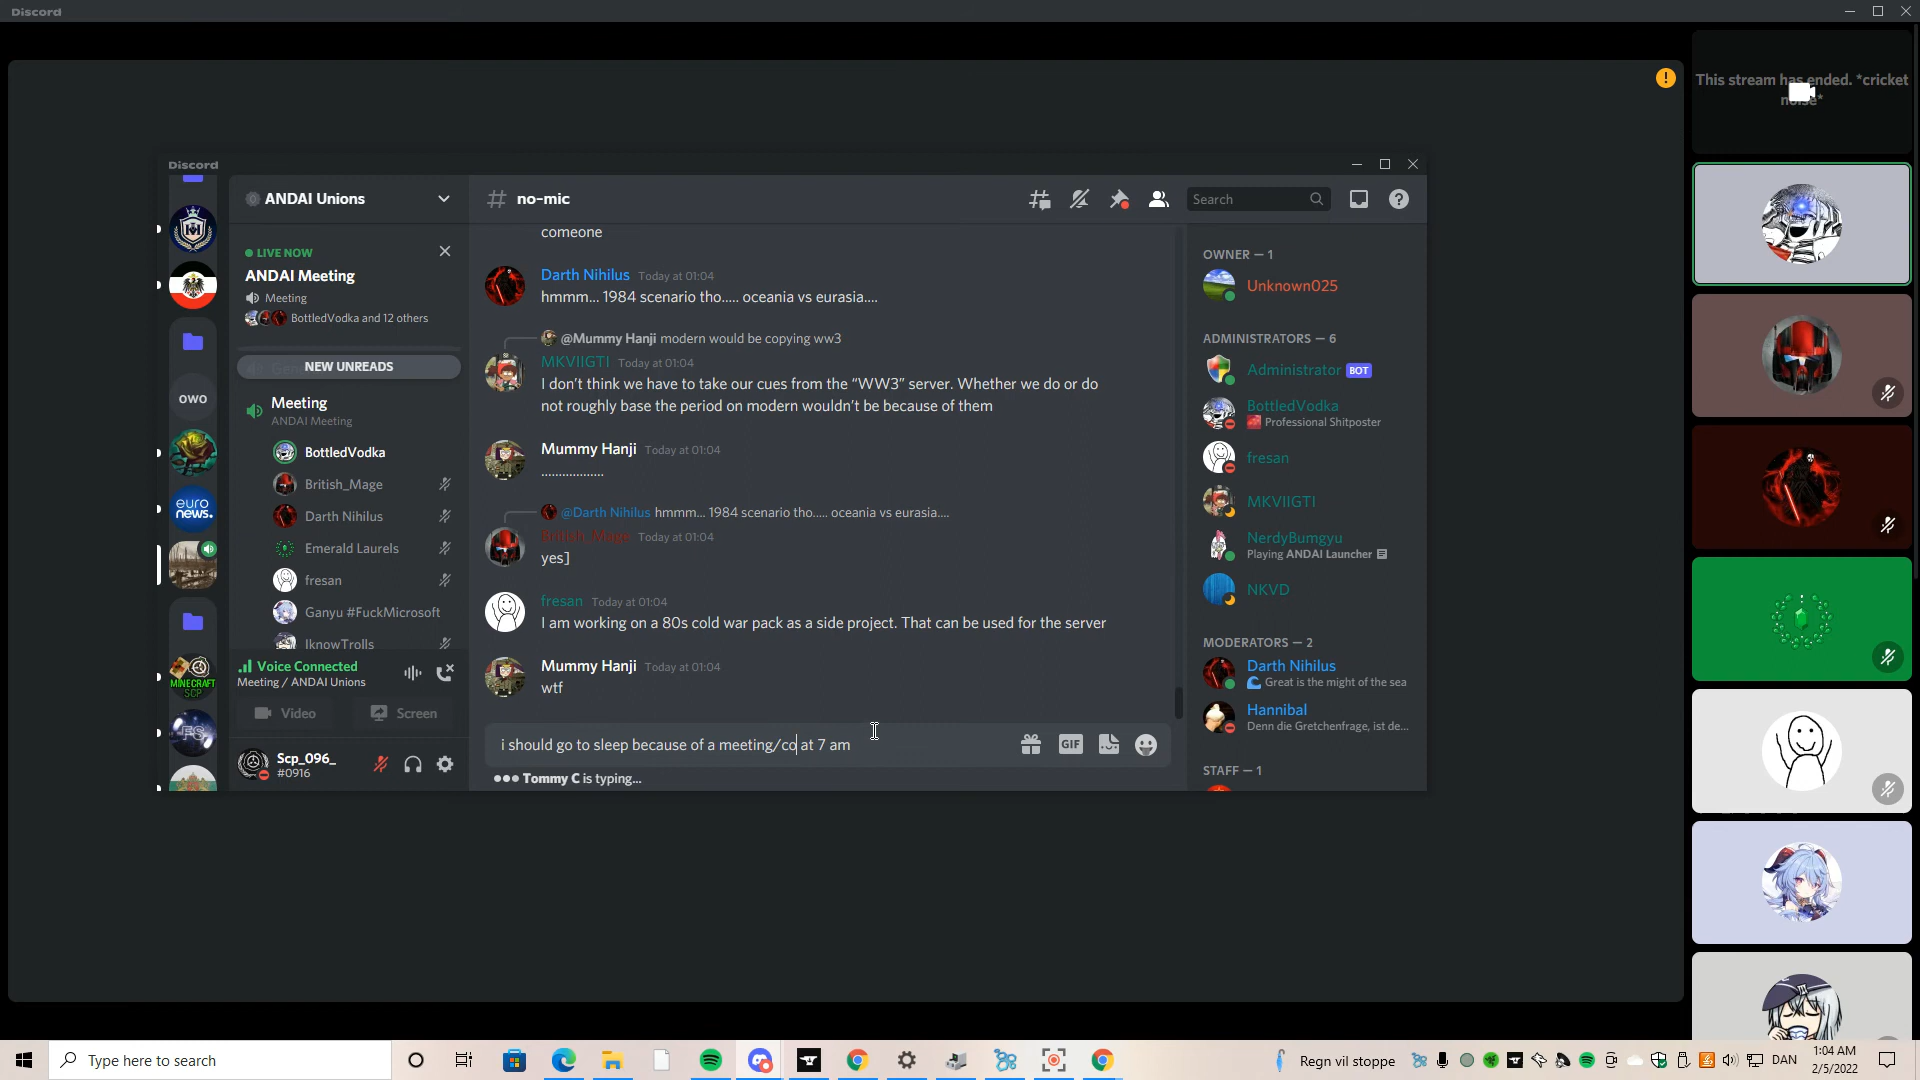 Discord
This stream has ended. *cricket
noise*
Discord
ANDAI Unions
LIVE NOW
ANDAI Meeting
Meeting
BottledVodka and 12 others
NEW UNREADS
Meeting
ANDAI Meeting
BottledVodka
British_Mage
Darth Nihilus
Emerald Laurels
fresan
Ganyu #FuckMicrosoft
IknowTrolls
Voice Connected
Meeting / ANDAI Unions
Video
Screen
Scp_096_
#0916
owo
euro
news.
MINECRAFT
SCP
FS
no-mic
Search
someone
Darth Nihilus Today at 01:04
hmmm... 1984 scenario tho..... oceania vs eurasia....
@Mummy Hanji modern would be copying ww3
MKVIIGTI Today at 01:04
I don't think we have to take our cues from the “WW3” server. Whether we do or do
not roughly base the period on modern wouldn't be because of them
Mummy Hanji Today at 01:04
..................
@Darth Nihilus hmmm... 1984 scenario tho..... oceania vs eurasia....
British_Mage Today at 01:04
yes]
fresan Today at 01:04
I am working on a 80s cold war pack as a side project. That can be used for the server
Mummy Hanji Today at 01:04
wtf
i should go to sleep because of a meeting/co at 7 am
GIF
Tommy C is typing...
OWNER — 1
Unknown025
ADMINISTRATORS — 6
Administrator BOT
BottledVodka
Professional Shitposter
fresan
MKVIIGTI
NerdyBumgyu
Playing ANDAI Launcher
NKVD
MODERATORS — 2
Darth Nihilus
Great is the might of the sea
Hannibal
Denn die Gretchenfrage, ist de...
STAFF — 1
Type here to search
Regn vil stoppe
DAN
1:04 AM
2/5/2022